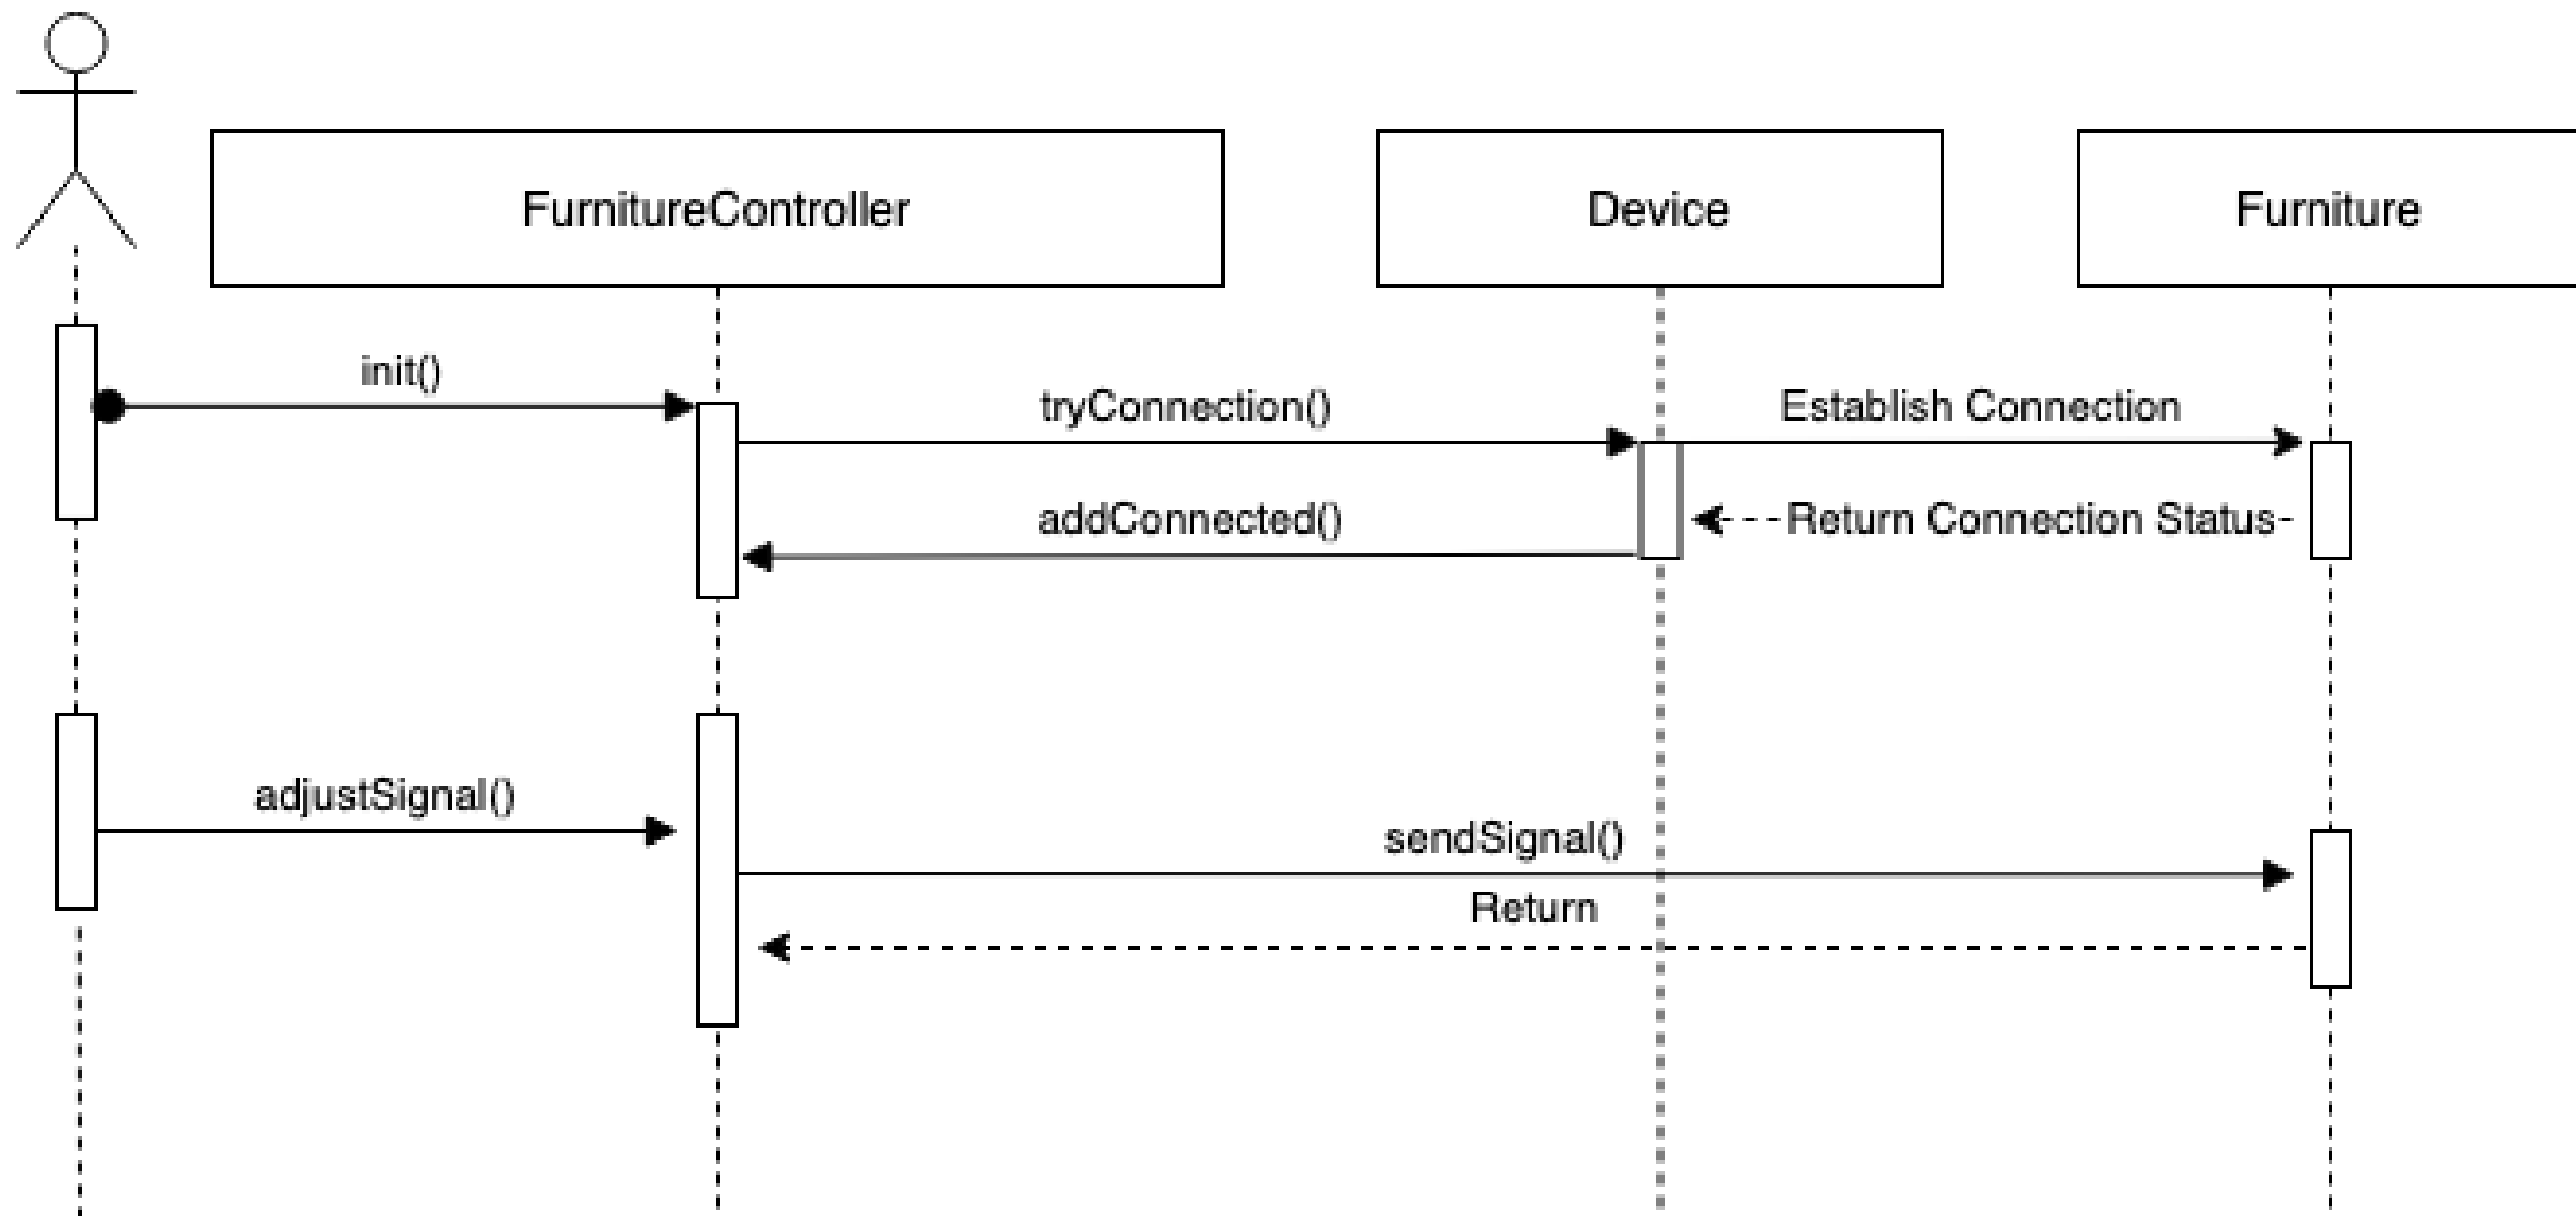 FurnitureController
Device
Furniture
init()
tryConnection()
Establish Connection
addConnected()
Return Connection Status
adjustSignal()
sendSignal()
Return